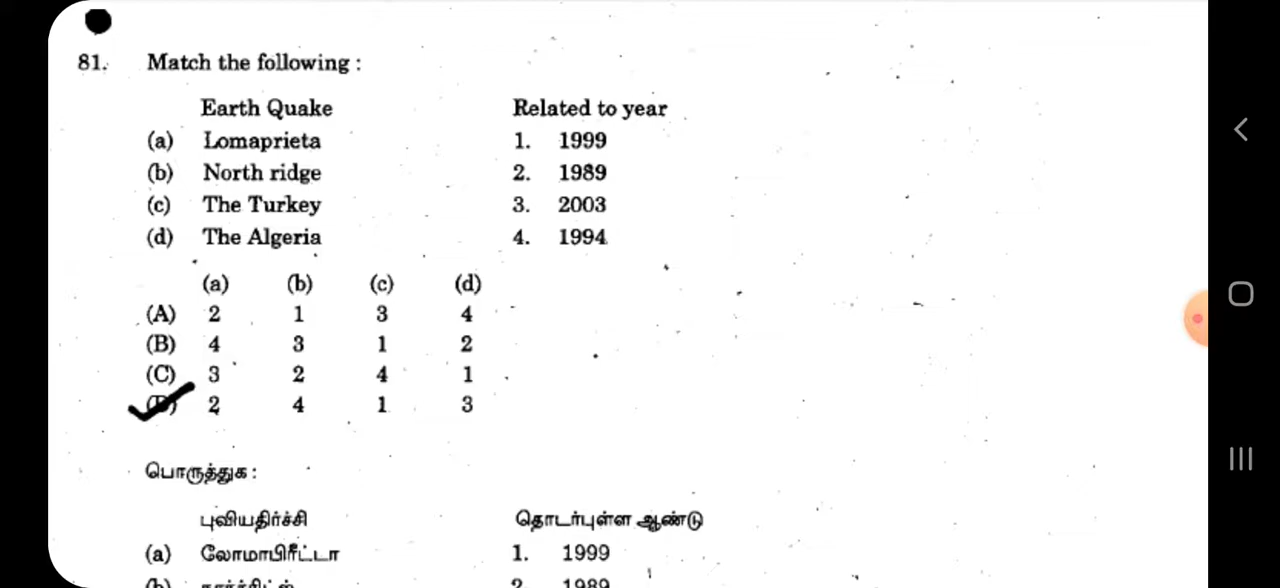 81. Match the following :
Earth Quake Related to year
(a) Lomaprieta 1. 1999
(b) North ridge 2. 1989
(c) The Turkey 3. 2003
(d) The Algeria 4. 1994
(a) (b) (c) (d)
(A) 2 1 3 4
(B) 4 3 1 2
(C) 3 2 4 1
(D) 2 4 1 3
பொருத்துக :
புவியதிர்ச்சி தொடர்புள்ள ஆண்டு
(a) லோமாபிரீட்டா 1. 1999
(b) 2. 1989